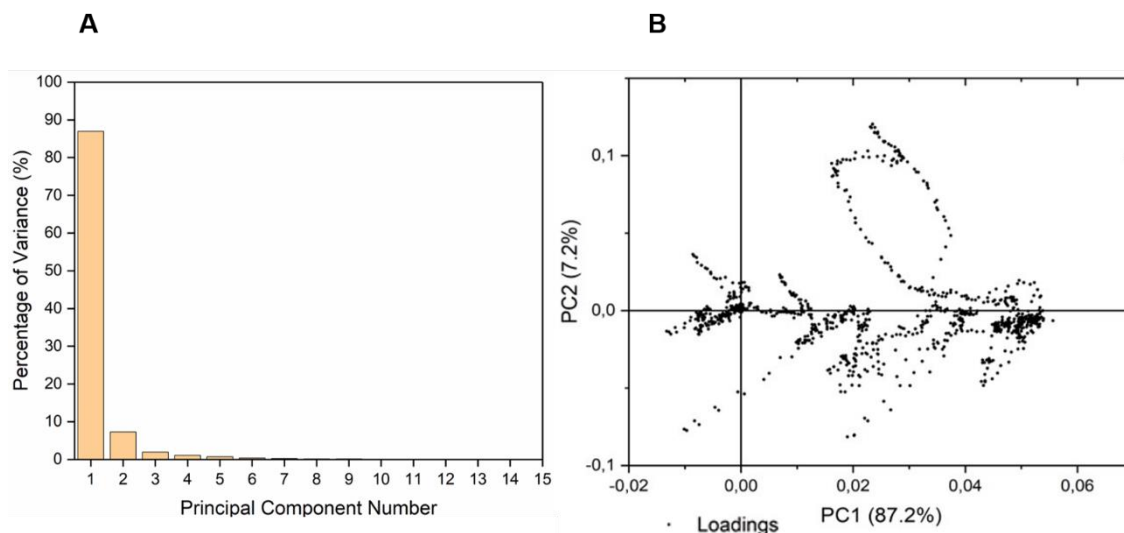 A
B
Percentage of Variance (%)
100
90
80
70
60
50
40
30
20
10
0
1 2 3 4 5 6 7 8 9 10 11 12 13 14 15
Principal Component Number
PC2 (7.2%)
0,1
0,0
-0,1
-0,02 0,00 0,02 0,04 0,06
PC1 (87.2%)
Loadings